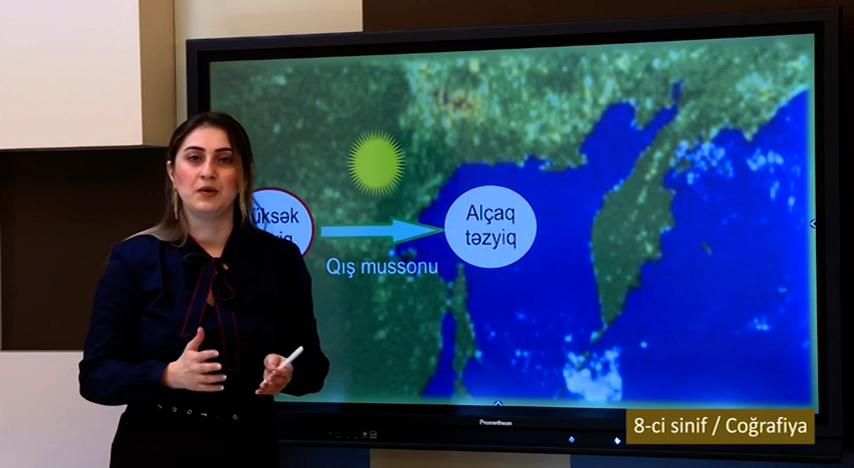 Alçaq
təzyiq
Qış mussonu
Promethean
8-ci sinif / Coğrafiya